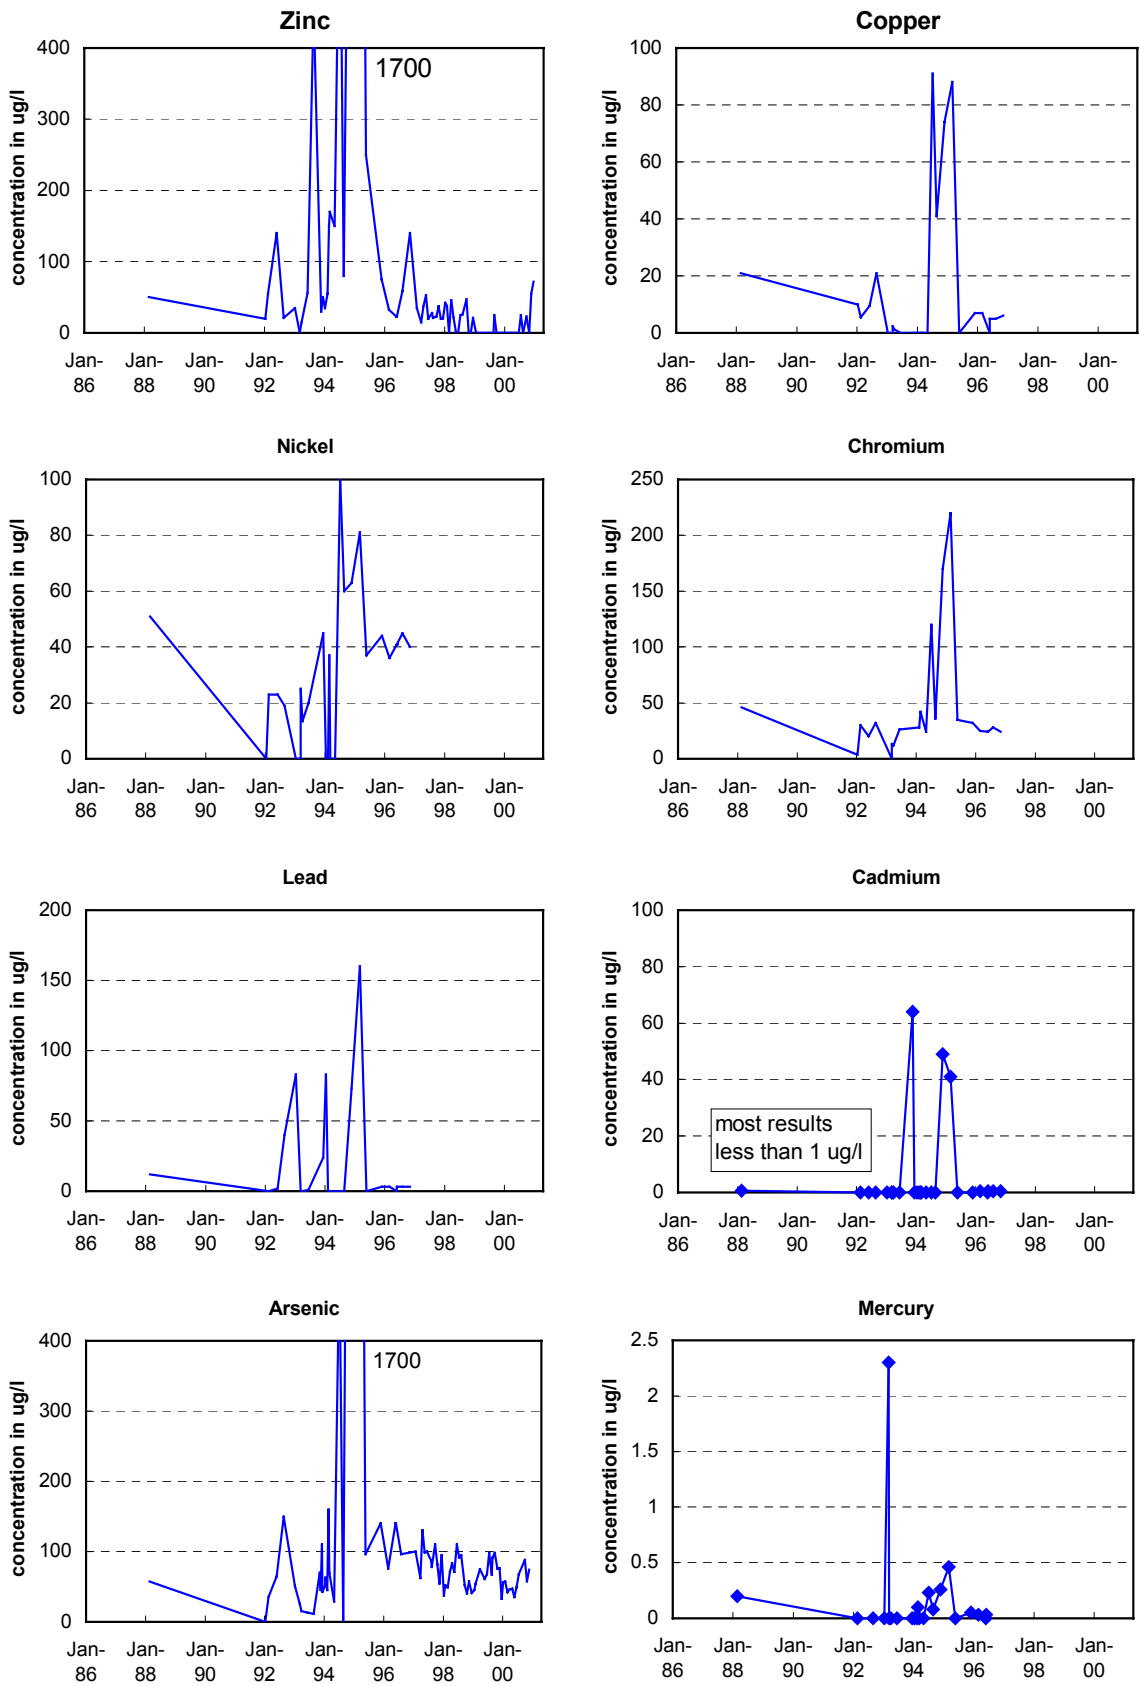 Zinc
concentration in ug/l
400
300
200
100
0
1700
Jan-86 Jan-88 Jan-90 Jan-92 Jan-94 Jan-96 Jan-98 Jan-00
Copper
concentration in ug/l
100
80
60
40
20
0
Jan-86 Jan-88 Jan-90 Jan-92 Jan-94 Jan-96 Jan-98 Jan-00
Nickel
concentration in ug/l
100
80
60
40
20
0
Jan-86 Jan-88 Jan-90 Jan-92 Jan-94 Jan-96 Jan-98 Jan-00
Chromium
concentration in ug/l
250
200
150
100
50
0
Jan-86 Jan-88 Jan-90 Jan-92 Jan-94 Jan-96 Jan-98 Jan-00
Lead
concentration in ug/l
200
150
100
50
0
Jan-86 Jan-88 Jan-90 Jan-92 Jan-94 Jan-96 Jan-98 Jan-00
Cadmium
concentration in ug/l
100
80
60
40
20
0
most results
less than 1 ug/l
Jan-86 Jan-88 Jan-90 Jan-92 Jan-94 Jan-96 Jan-98 Jan-00
Arsenic
concentration in ug/l
400
300
200
100
0
1700
Jan-86 Jan-88 Jan-90 Jan-92 Jan-94 Jan-96 Jan-98 Jan-00
Mercury
concentration in ug/l
2.5
2
1.5
1
0.5
0
Jan-86 Jan-88 Jan-90 Jan-92 Jan-94 Jan-96 Jan-98 Jan-00